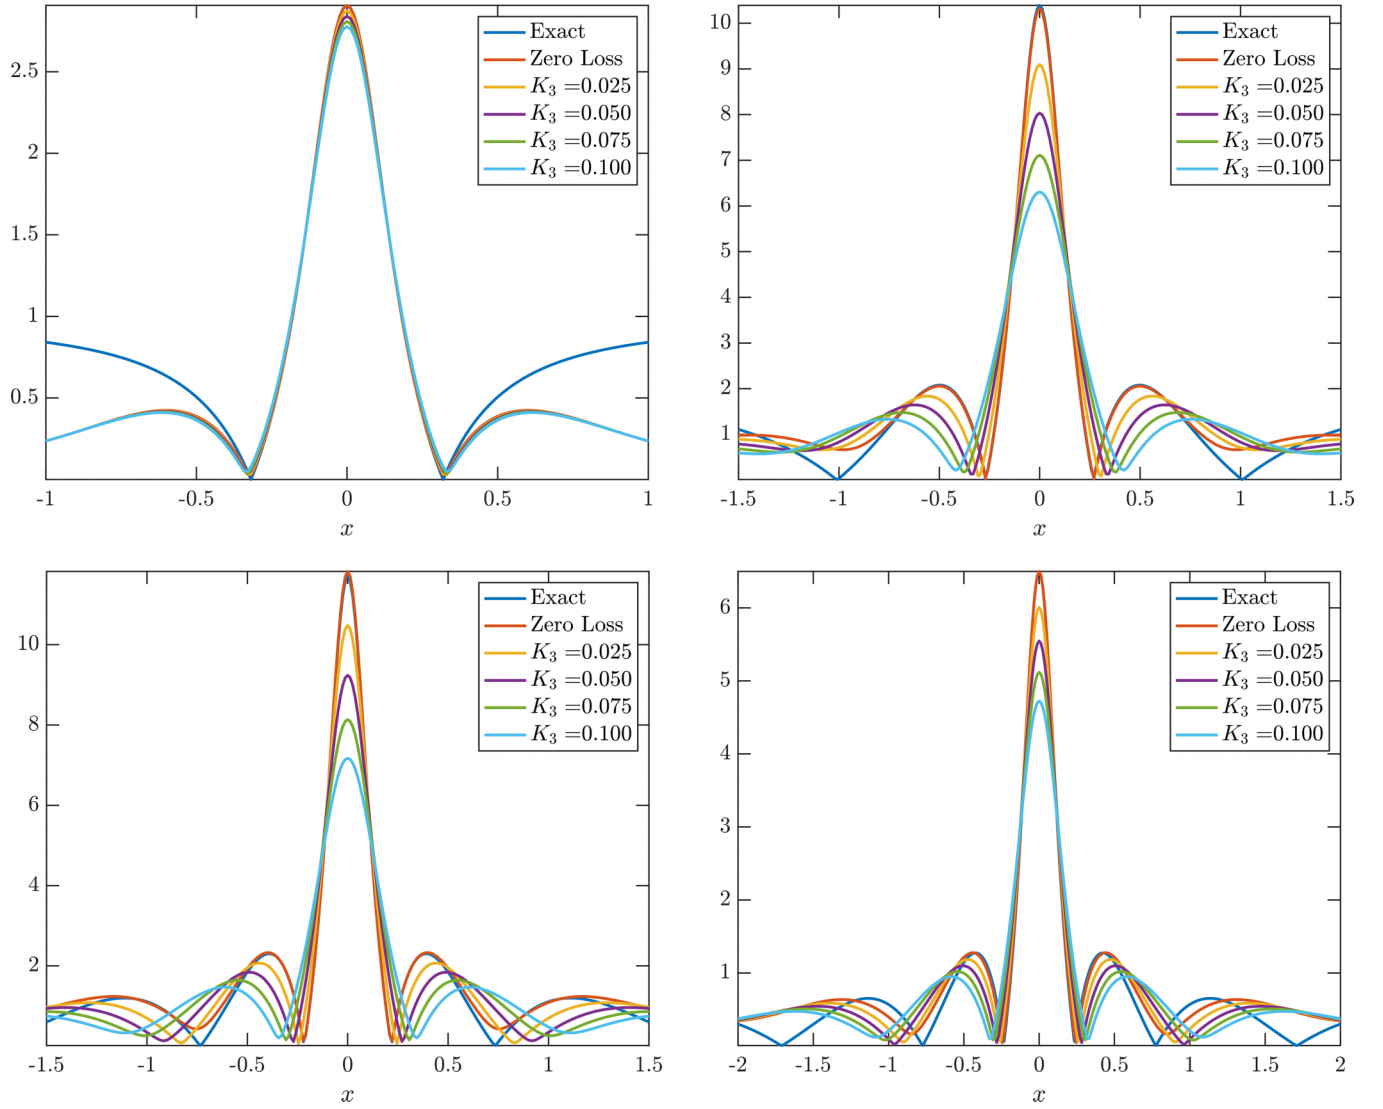 2.5
2
1.5
1
0.5
-1
-0.5
0
0.5
1
x
Exact
Zero Loss
K₃ =0.025
K₃ =0.050
K₃ =0.075
K₃ =0.100
10
9
8
7
6
5
4
3
2
1
-1.5
-1
-0.5
0
0.5
1
1.5
x
Exact
Zero Loss
K₃ =0.025
K₃ =0.050
K₃ =0.075
K₃ =0.100
10
8
6
4
2
-1.5
-1
-0.5
0
0.5
1
1.5
x
Exact
Zero Loss
K₃ =0.025
K₃ =0.050
K₃ =0.075
K₃ =0.100
6
5
4
3
2
1
-2
-1.5
-1
-0.5
0
0.5
1
1.5
2
x
Exact
Zero Loss
K₃ =0.025
K₃ =0.050
K₃ =0.075
K₃ =0.100